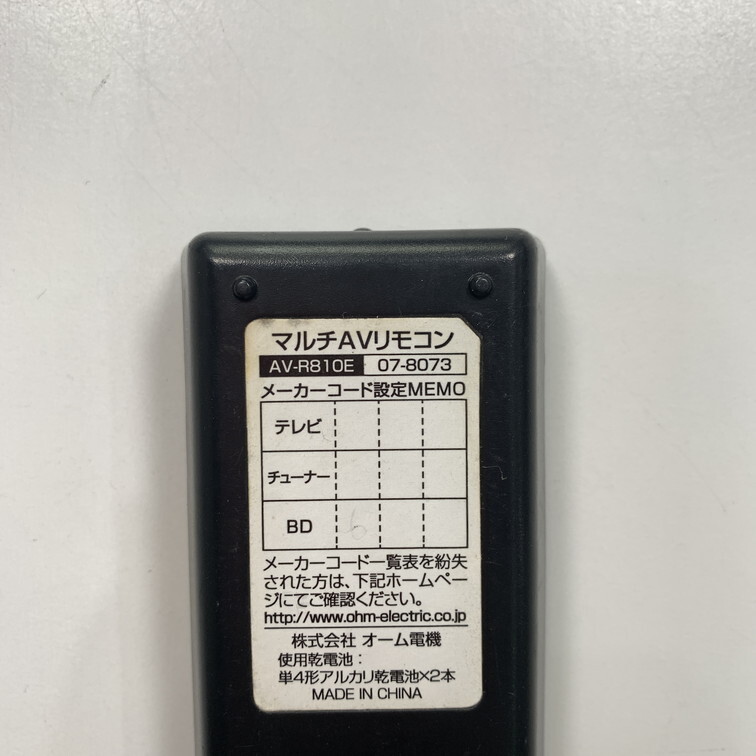 マルチAVリモコン
AV-R810E 07-8073
メーカーコード設定MEMO
テレビ
チューナー
BD 6
メーカーコード一覧表を紛失
された方は、下記ホームペー
ジにてご確認ください。
http://www.ohm-electric.co.jp
株式会社 オーム電機
使用乾電池：
単4形アルカリ乾電池×2本
MADE IN CHINA